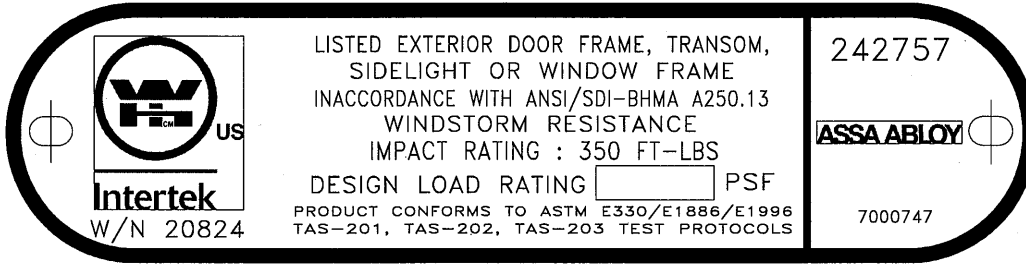 WH CM
US
Intertek
W/N 20824
LISTED EXTERIOR DOOR FRAME, TRANSOM,
SIDELIGHT OR WINDOW FRAME
INACCORDANCE WITH ANSI/SDI-BHMA A250.13
WINDSTORM RESISTANCE
IMPACT RATING : 350 FT-LBS
DESIGN LOAD RATING PSF
PRODUCT CONFORMS TO ASTM E330/E1886/E1996
TAS-201, TAS-202, TAS-203 TEST PROTOCOLS
242757
ASSA ABLOY
7000747